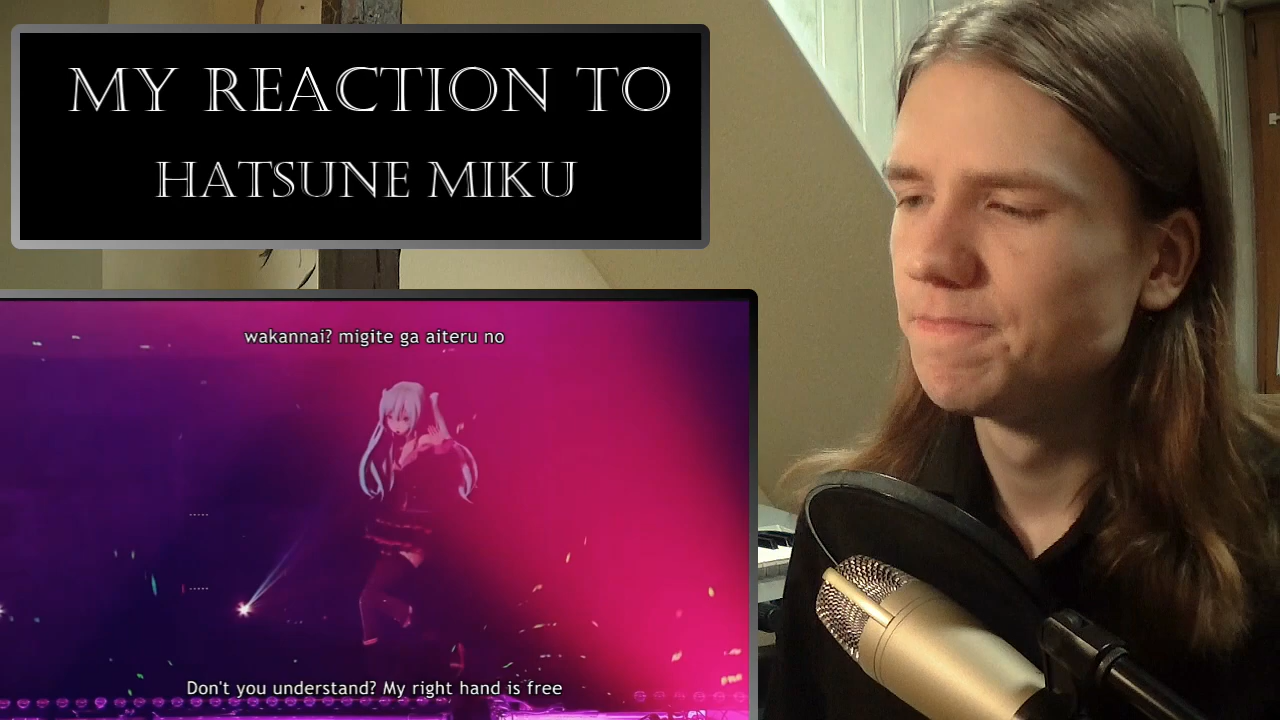 MY REACTION TO
HATSUNE MIKU
wakannai? migite ga aiteru no
Don't you understand? My right hand is free